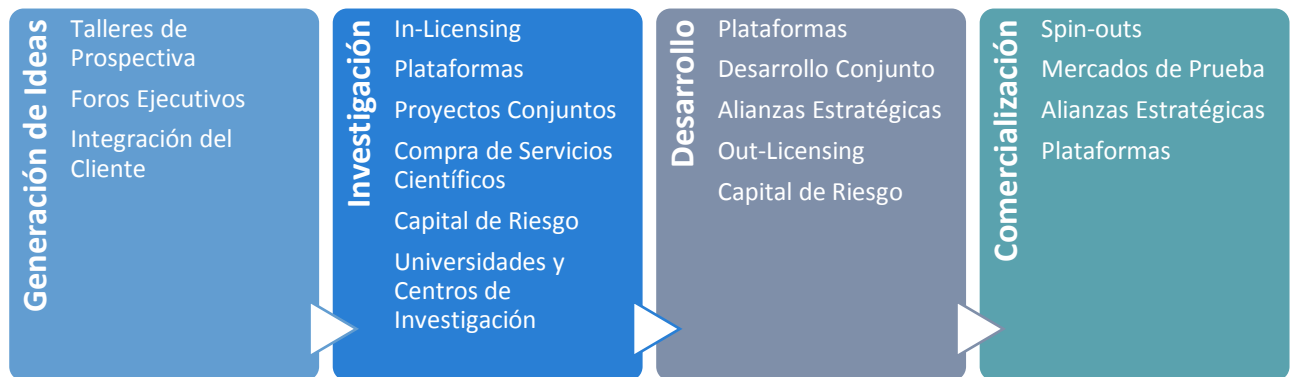 Generación de Ideas
Talleres de
Prospectiva
Foros Ejecutivos
Integración del
Cliente
Investigación
In-Licensing
Plataformas
Proyectos Conjuntos
Compra de Servicios
Científicos
Capital de Riesgo
Universidades y
Centros de
Investigación
Desarrollo
Plataformas
Desarrollo Conjunto
Alianzas Estratégicas
Out-Licensing
Capital de Riesgo
Comercialización
Spin-outs
Mercados de Prueba
Alianzas Estratégicas
Plataformas